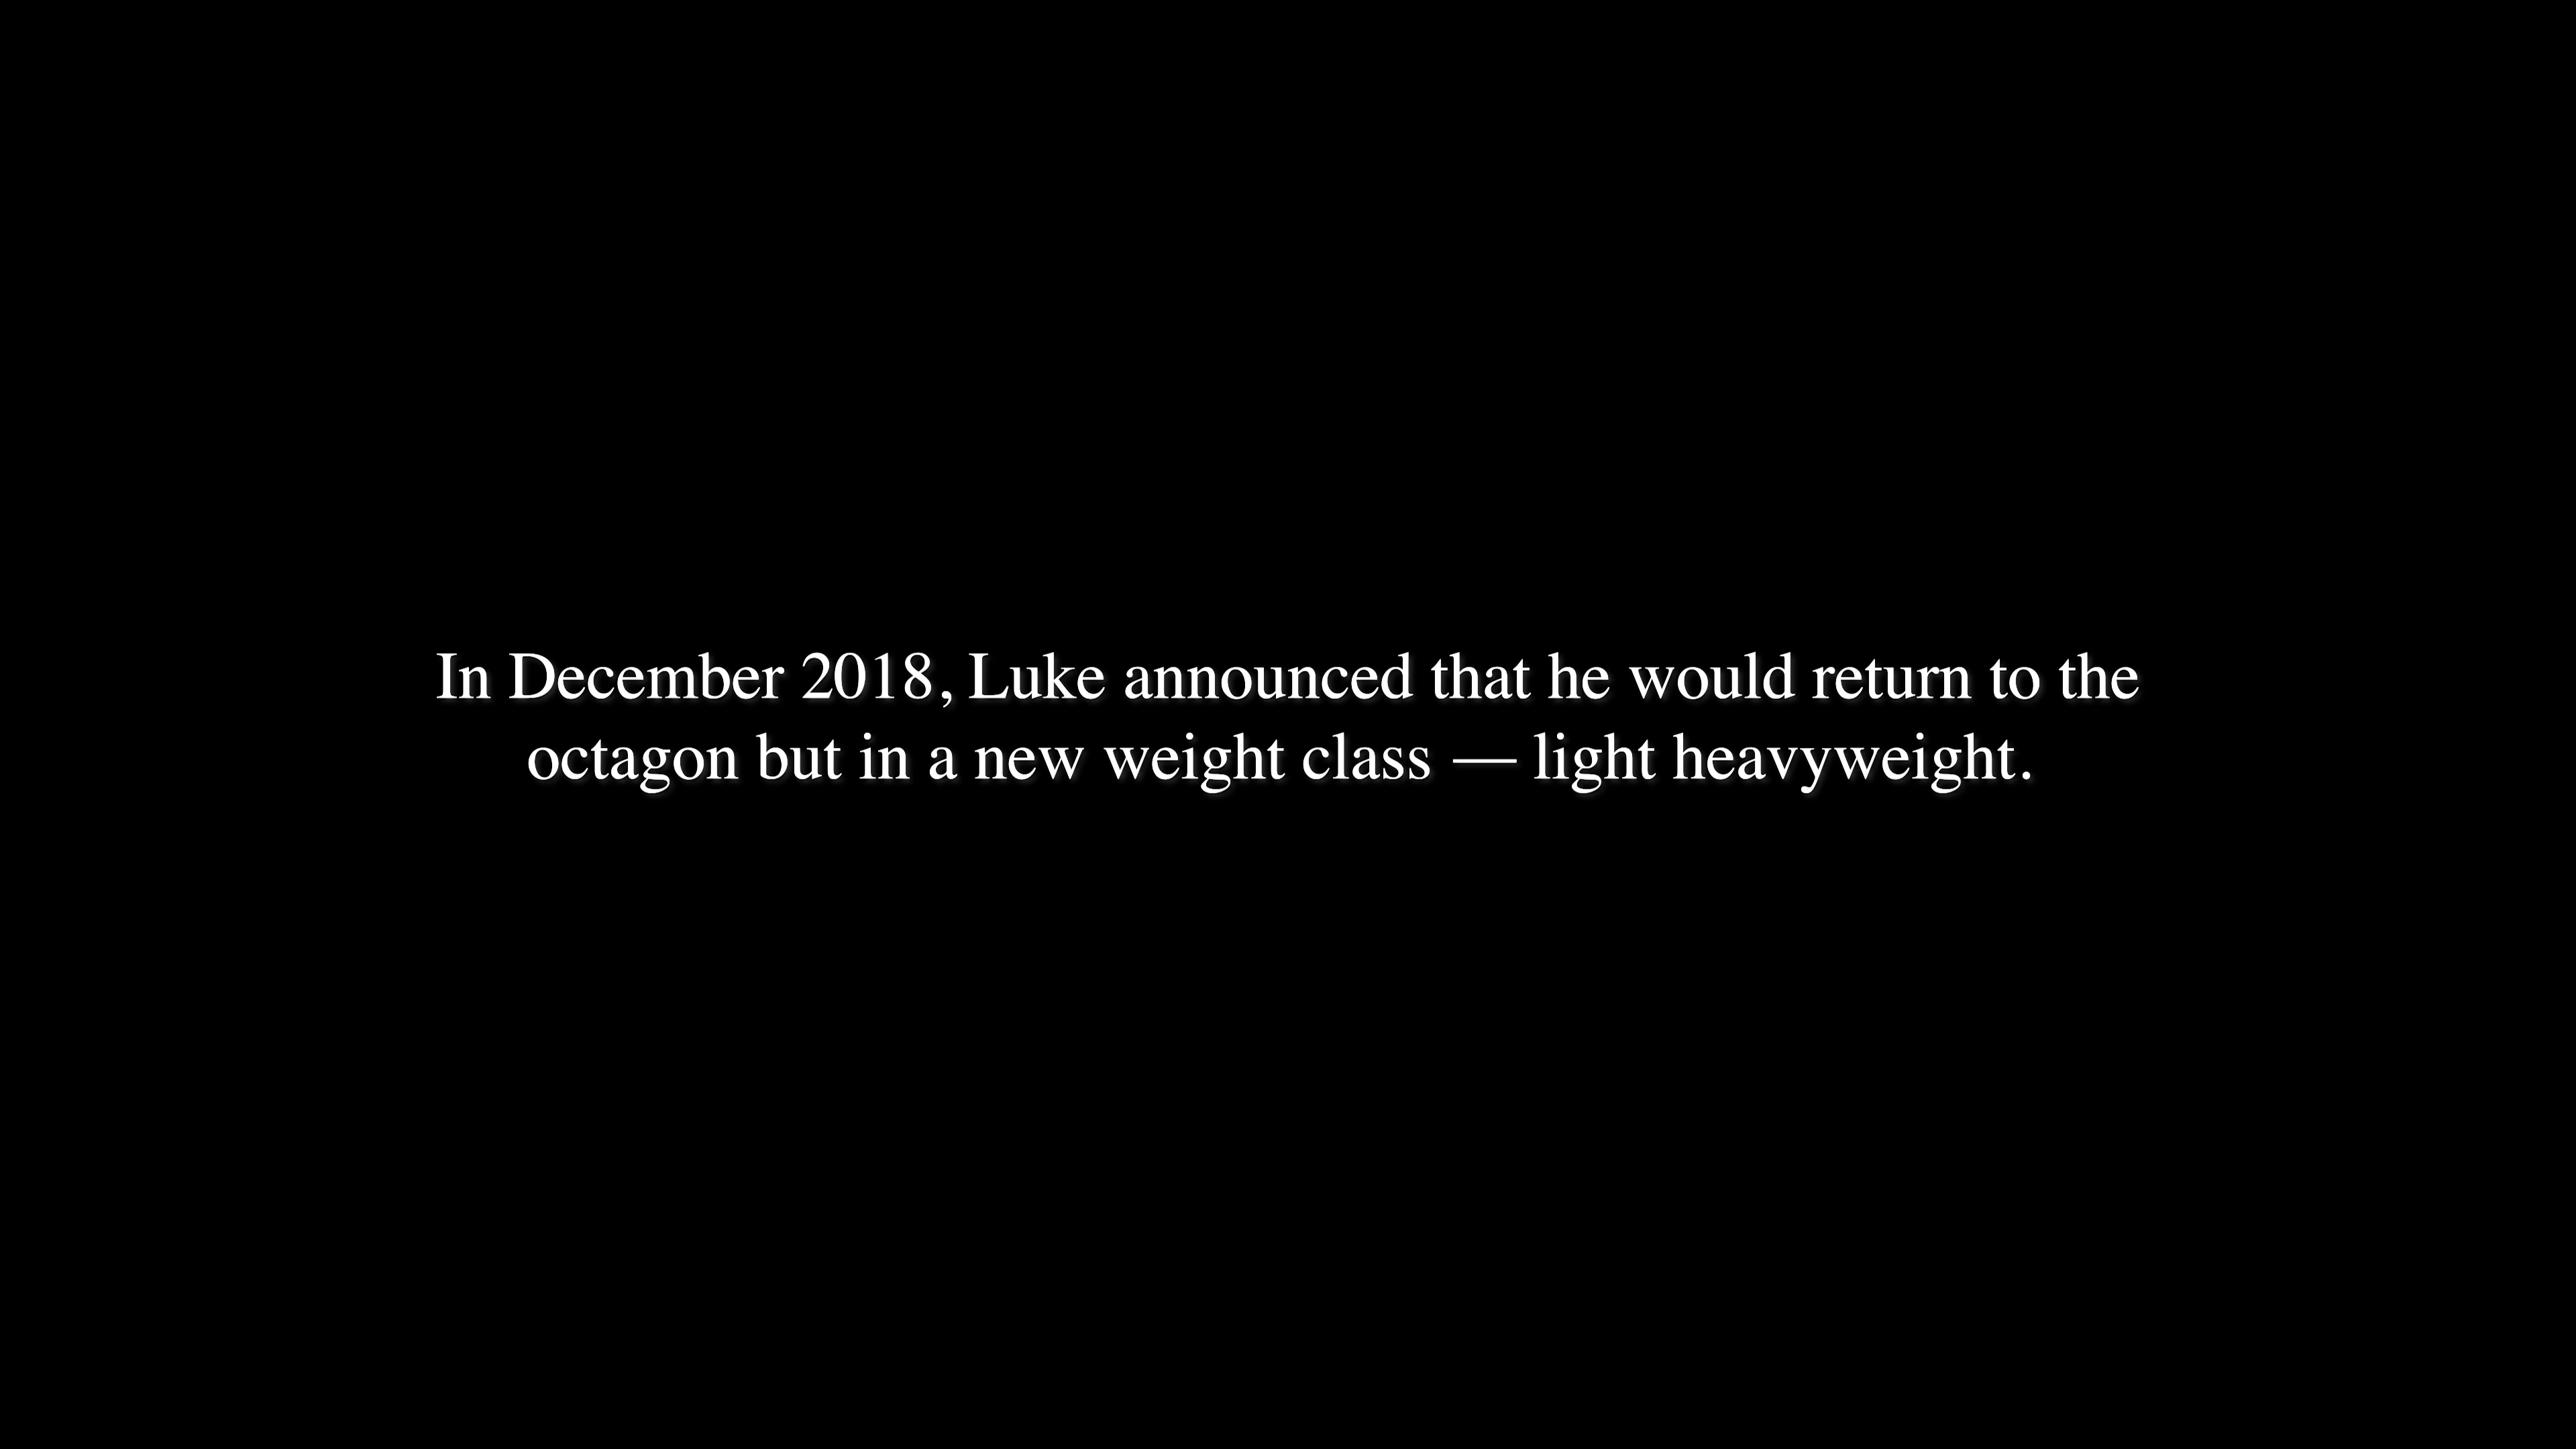 In December 2018, Luke announced that he would return to the
octagon but in a new weight class — light heavyweight.